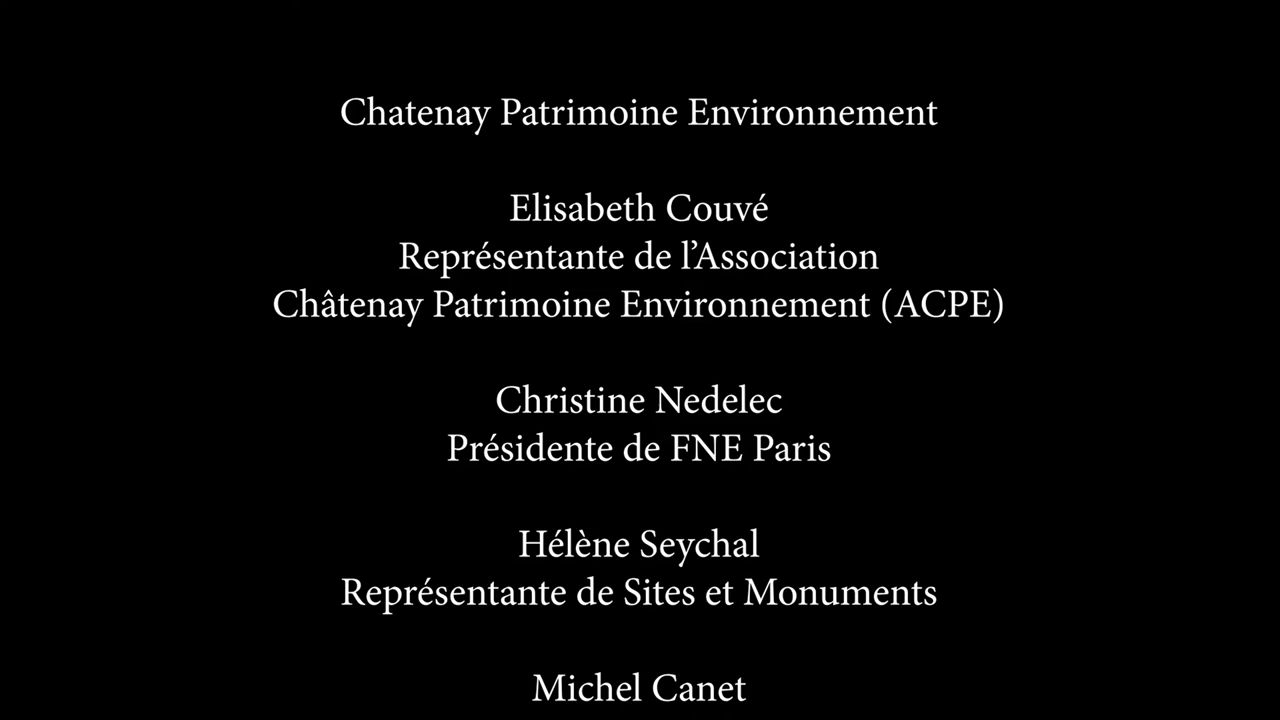 Chatenay Patrimoine Environnement
Elisabeth Couvé
Représentante de l’Association
Châtenay Patrimoine Environnement (ACPE)
Christine Nedelec
Présidente de FNE Paris
Hélène Seychal
Représentante de Sites et Monuments
Michel Canet